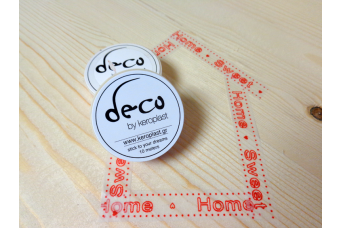 deco
deco
by keroplast
www.keroplast.gr
stick to your dreams
10 meters
Home • Sweet
Home
Sweet
Sweet
Home • Home